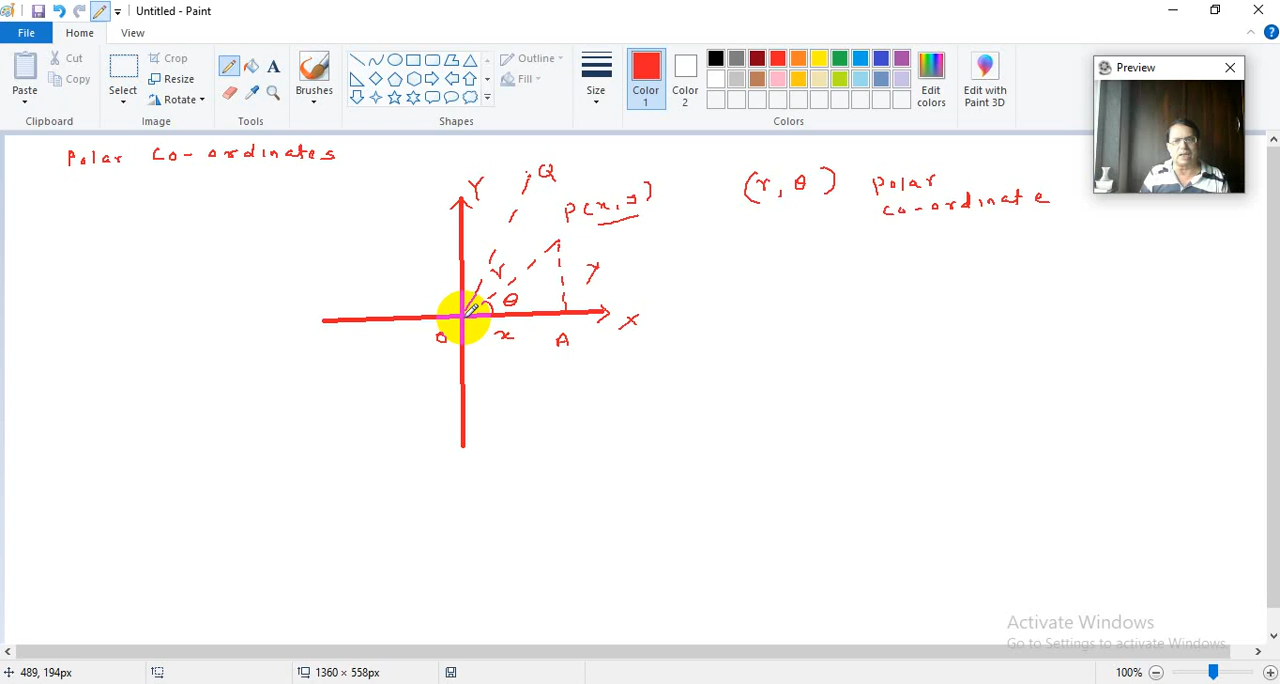 Untitled - Paint
File Home View
Paste
Cut
Copy
Clipboard
Select
Crop
Resize
Rotate
Image
A
Tools
Brushes
Outline
Fill
Shapes
Size
Color 1
Color 2
Edit colors
Edit with Paint 3D
Colors
Preview
Polar Co-ordinates
Y
Q
P(x, y)
(r, θ) Polar
co-ordinate
r
y
θ
O
x
A
X
Activate Windows
Go to Settings to activate Windows.
489, 194px
1360 × 558px
100%